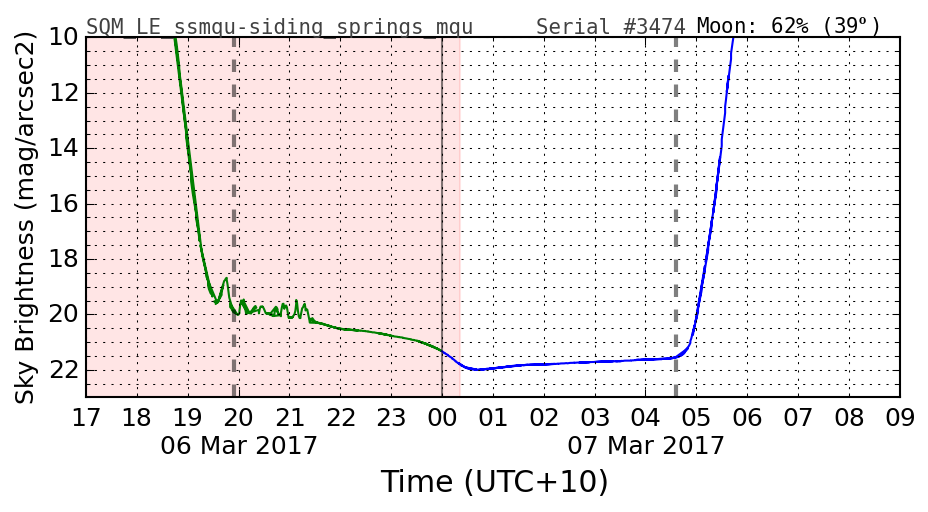 SQM_LE ssmqu-siding_springs_mqu Serial #3474 Moon: 62% (39°)
Sky Brightness (mag/arcsec2)
10
12
14
16
18
20
22
17 18 19 20 21 22 23 00 01 02 03 04 05 06 07 08 09
06 Mar 2017 07 Mar 2017
Time (UTC+10)